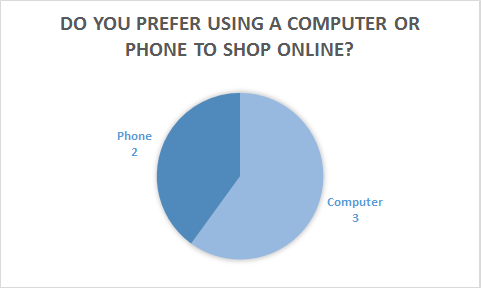 DO YOU PREFER USING A COMPUTER OR
PHONE TO SHOP ONLINE?
Phone
2
Computer
3